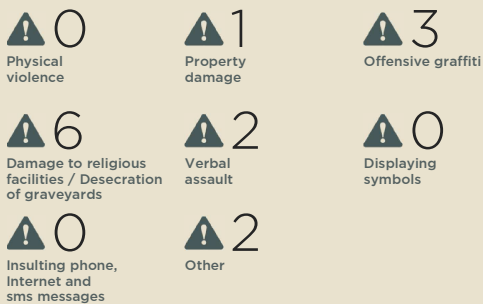 0
Physical
violence
1
Property
damage
3
Offensive graffiti
6
Damage to religious
facilities / Desecration
of graveyards
2
Verbal
assault
0
Displaying
symbols
0
Insulting phone,
Internet and
sms messages
2
Other